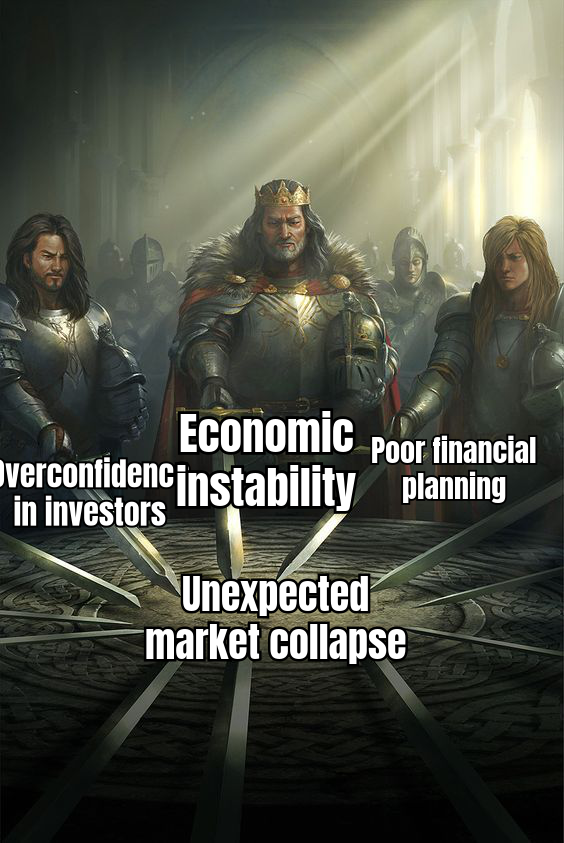 Economic
instability
Overconfidenc
in investors
Poor financial
planning
Unexpected
market collapse